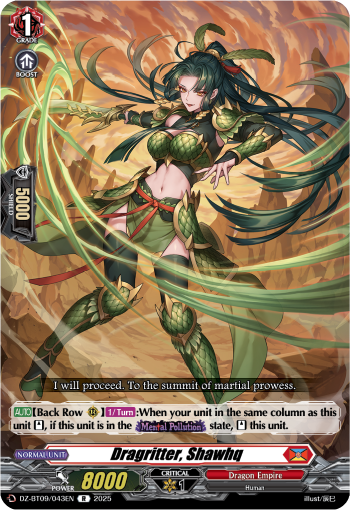 1
GRADE
BOOST
5000
SHIELD
I will proceed. To the summit of martial prowess.
AUTO【Back Row】1/Turn:When your unit in the same column as this
unit, if this unit is in the Mental Pollution state, this unit.
NORMAL UNIT
Dragritter, Shawhq
POWER 8000
CRITICAL
1
Dragon Empire
Human
DZ-BT09/043EN R 2025
illust/辰巳